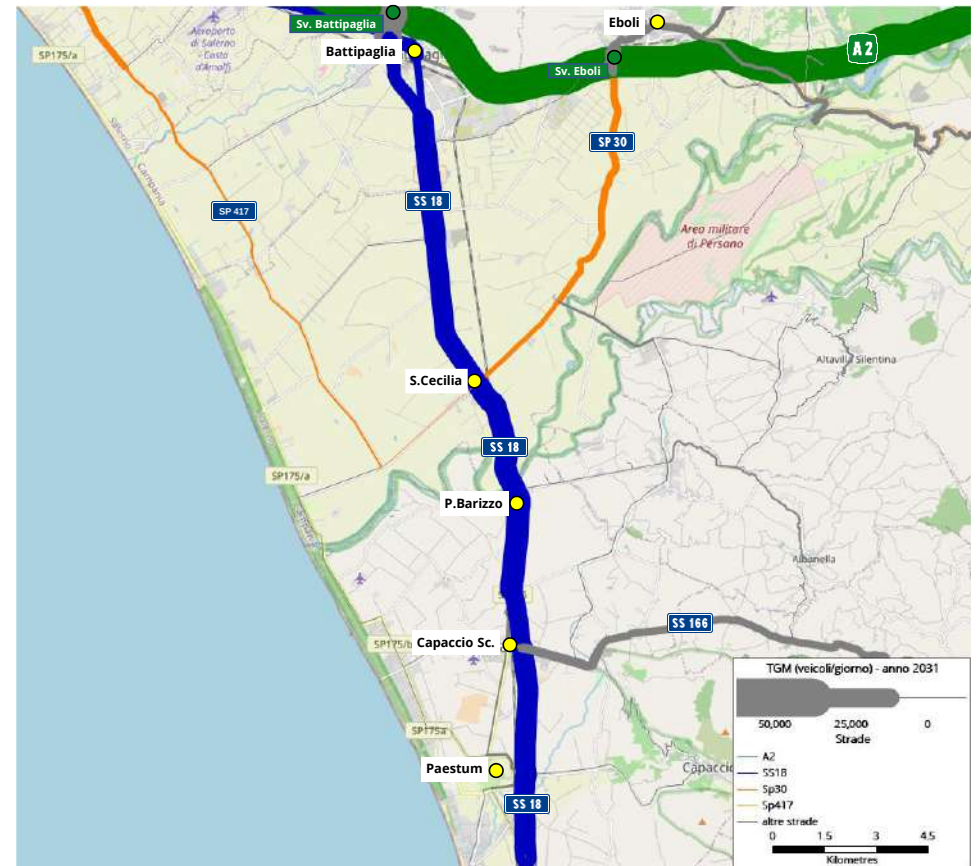 Sv. Battipaglia
Eboli
Aeroporto
di Salerno
- Costa
d'Amalfi
SP175/a
Battipaglia
A2
Sv. Eboli
SP 30
Salerno
Campania
SS 18
SP 417
Area militare
di Persano
Altavilla Silentina
S.Cecilia
SS 18
SP175/a
P.Barizzo
Campania
Albanella
SS 166
Capaccio Sc.
SP175/b
SP175a
Paestum
Capaccio
SS 18
TGM (veicoli/giorno) - anno 2031
50,000 25,000 0
Strade
A2
SS18
Sp30
Sp417
altre strade
0 1.5 3 4.5
Kilometres